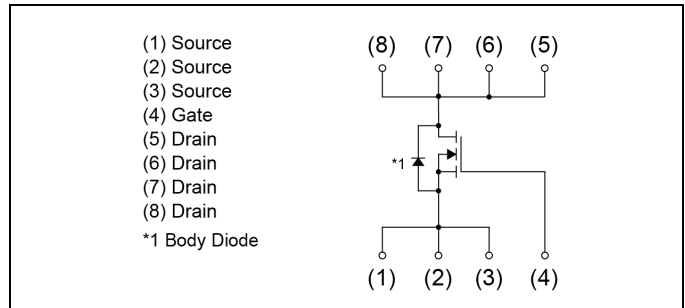 (1) Source
(2) Source
(3) Source
(4) Gate
(5) Drain
(6) Drain
(7) Drain
(8) Drain
*1 Body Diode
(8) (7) (6) (5)
*1
(1) (2) (3) (4)